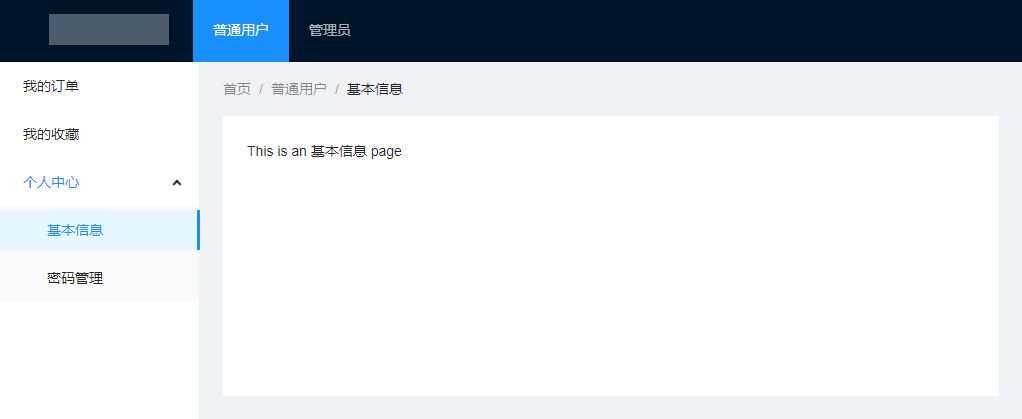 普通用户 管理员
我的订单
我的收藏
个人中心
基本信息
密码管理
首页 / 普通用户 / 基本信息
This is an 基本信息 page